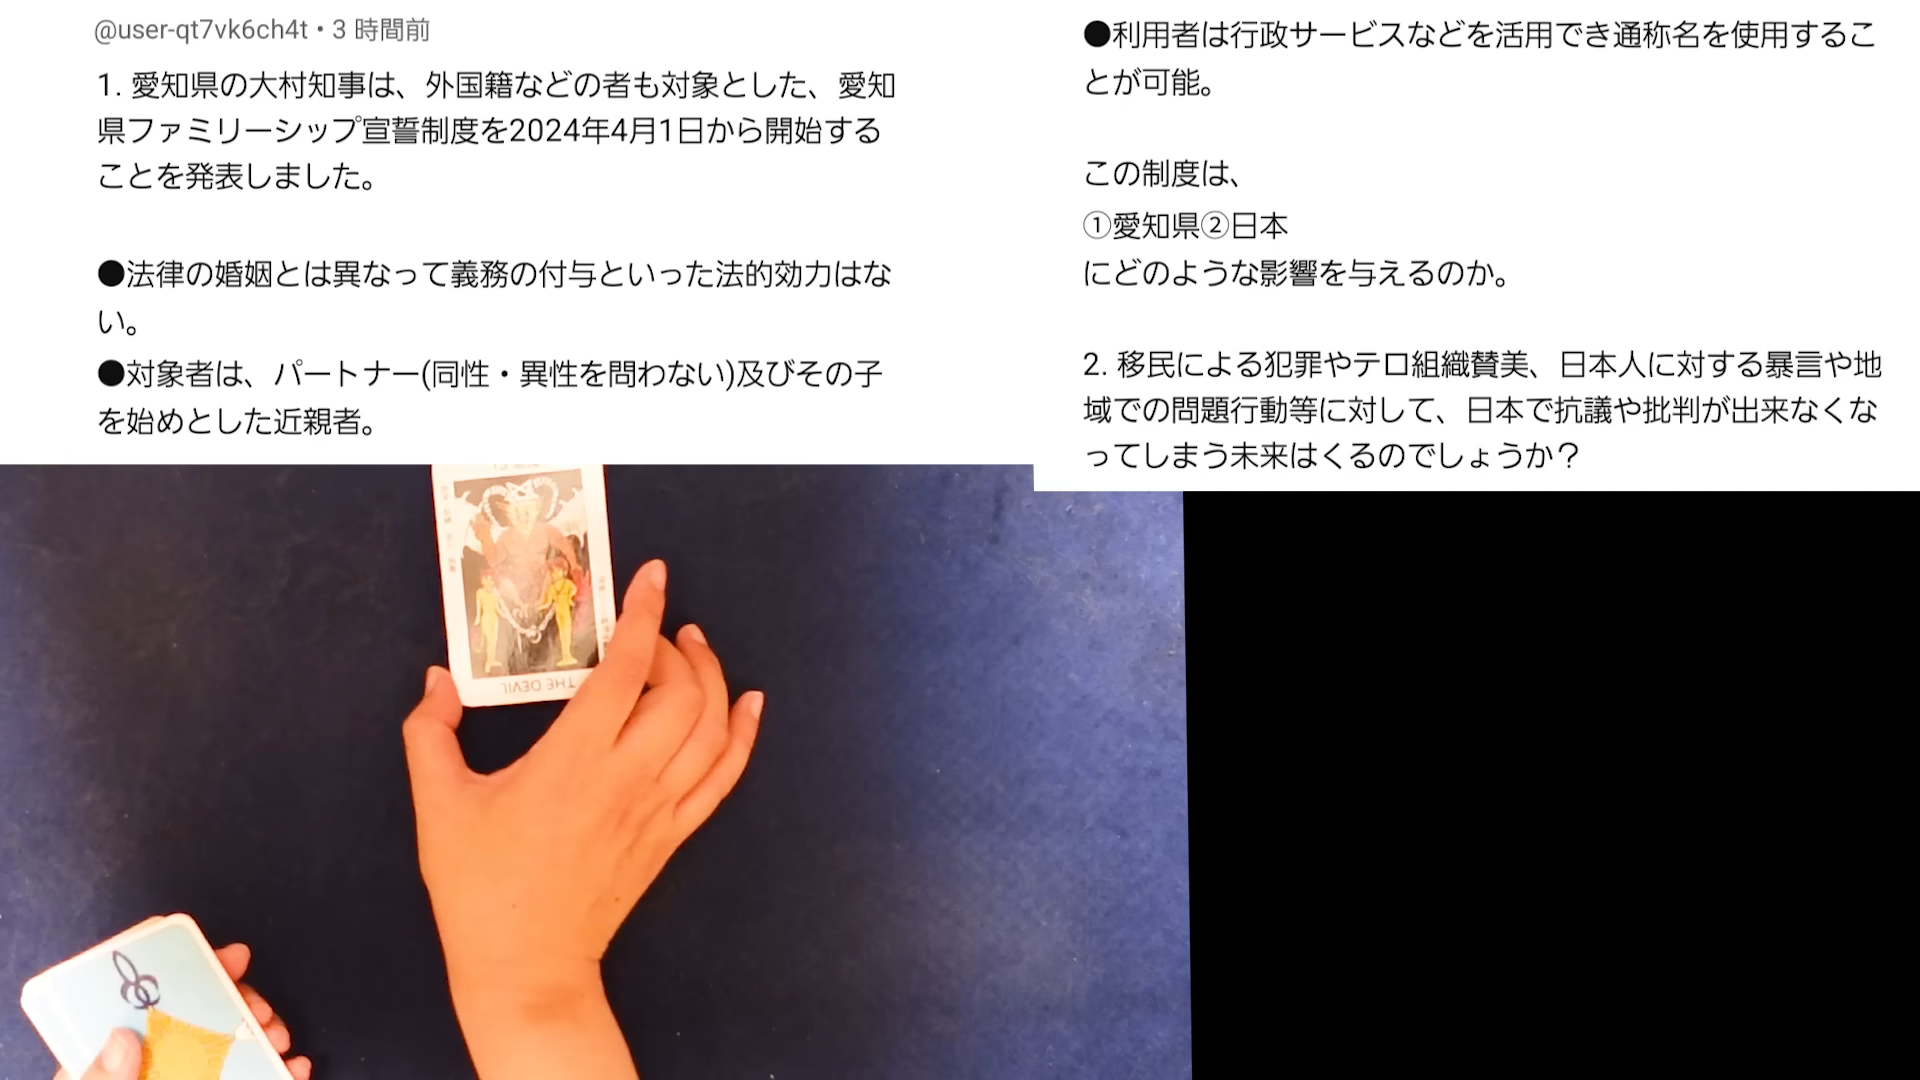 @user-qt7vk6ch4t • 3 時間前
1. 愛知県の大村知事は、外国籍などの者も対象とした、愛知
県ファミリーシップ宣誓制度を2024年4月1日から開始する
ことを発表しました。
●法律の婚姻とは異なって義務の付与といった法的効力はな
い。
●対象者は、パートナー(同性・異性を問わない)及びその子
を始めとした近親者。
●利用者は行政サービスなどを活用でき通称名を使用するこ
とが可能。
この制度は、
①愛知県②日本
にどのような影響を与えるのか。
2. 移民による犯罪やテロ組織賛美、日本人に対する暴言や地
域での問題行動等に対して、日本で抗議や批判が出来なくな
ってしまう未来はくるのでしょうか？
THE DEVIL